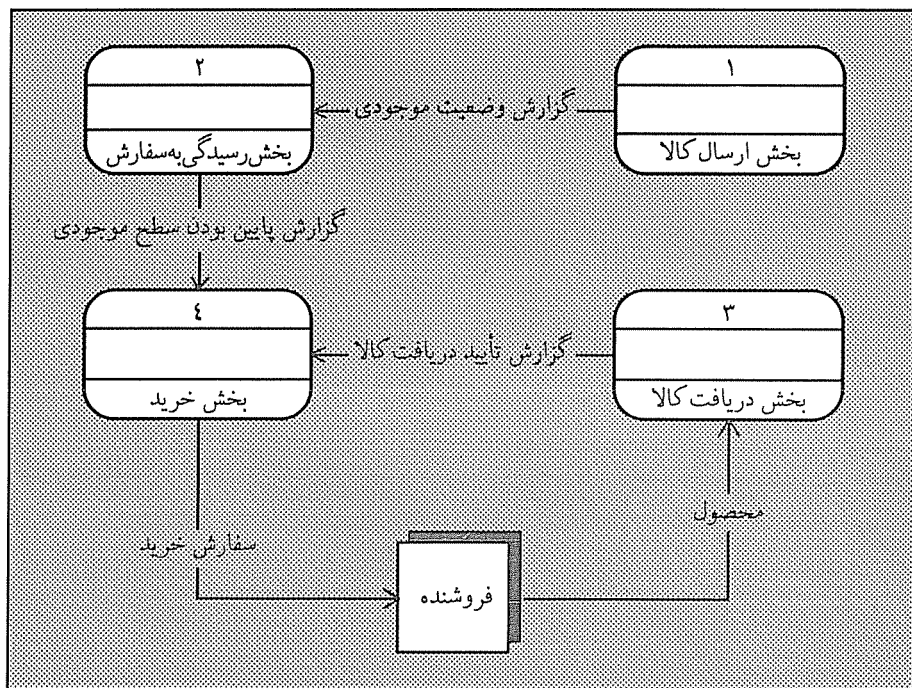 ۱
بخش ارسال کالا
گزارش وضعیت موجودی
۲
بخش رسیدگی به سفارش
گزارش پایین بودن سطح موجودی
۳
بخش دریافت کالا
گزارش تأیید دریافت کالا
٤
بخش خرید
سفارش خرید
فروشنده
محصول